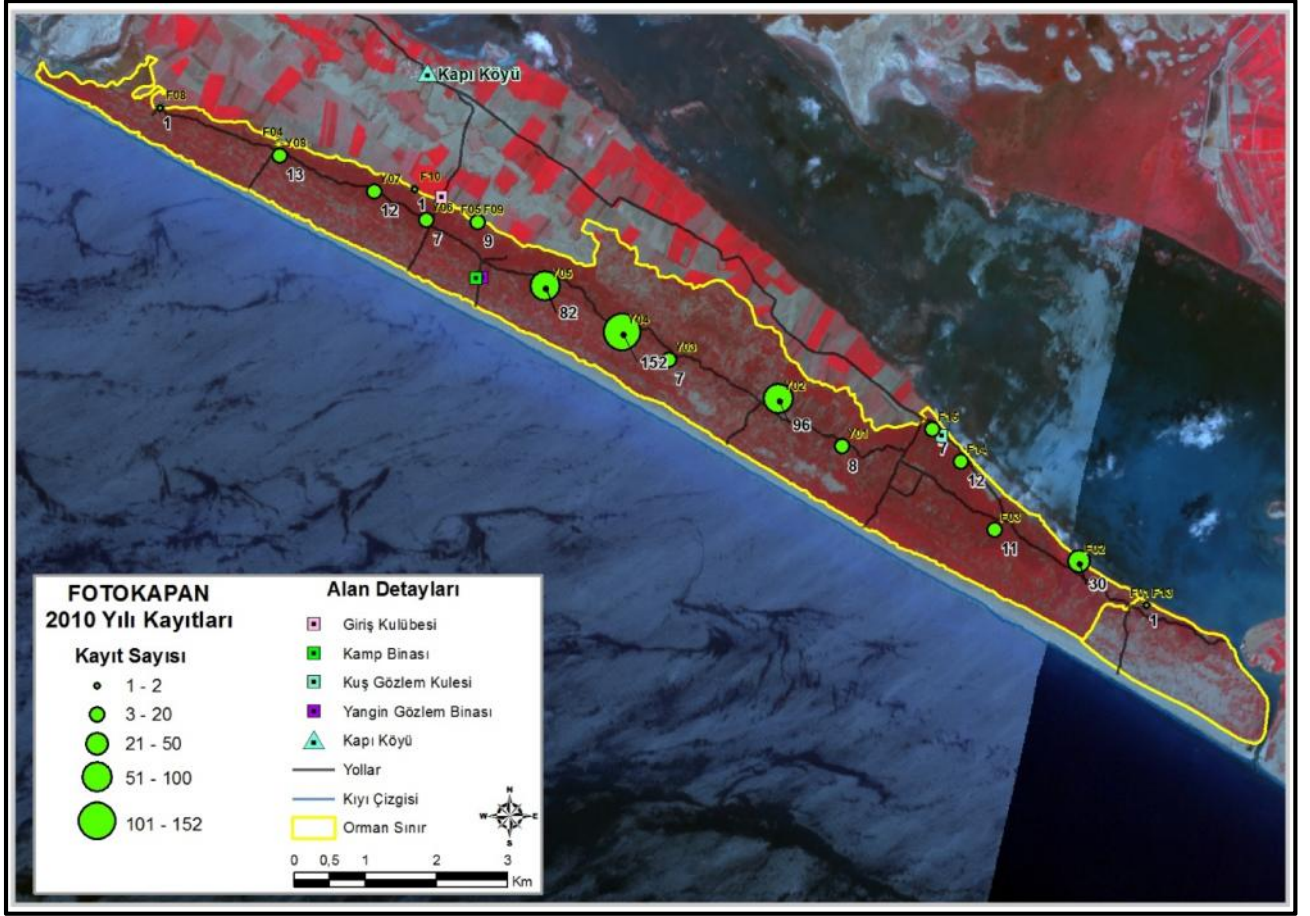 Kapı Köyü
F08
1
F04
Y08
13
Y07
12
F10
1
Y06
7
F05 F09
9
Y05
82
Y04
152
Y03
7
Y02
96
Y01
8
F15
7
F14
12
F03
11
F02
30
F13
1
FOTOKAPAN
2010 Yılı Kayıtları
Kayıt Sayısı
1 - 2
3 - 20
21 - 50
51 - 100
101 - 152
Alan Detayları
Giriş Kulübesi
Kamp Binası
Kuş Gözlem Kulesi
Yangin Gözlem Binası
Kapı Köyü
Yollar
Kıyı Çizgisi
Orman Sınır
N
W E
S
0 0,5 1 2 3
Km